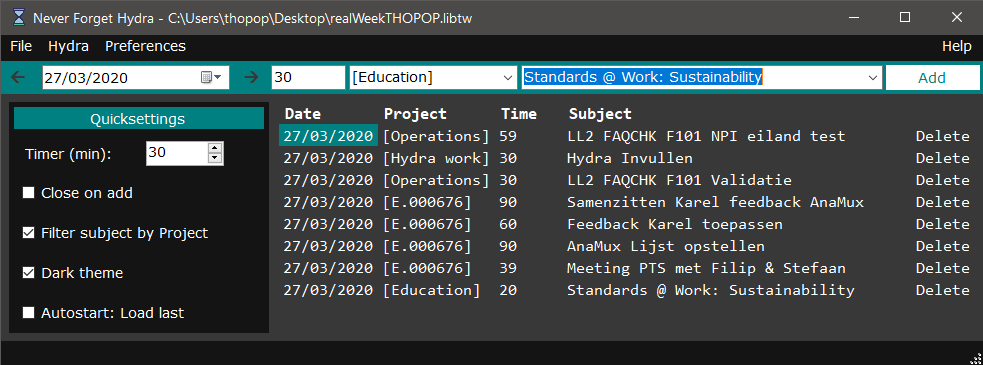 Never Forget Hydra - C:\Users\thopop\Desktop\realWeekTHOPOP.libtw
File Hydra Preferences Help
27/03/2020 30 [Education] Standards @ Work: Sustainability Add
Quicksettings
Timer (min): 30
Close on add
Filter subject by Project
Dark theme
Autostart: Load last
Date Project Time Subject
27/03/2020 [Operations] 59 LL2 FAQCHK F101 NPI eiland test Delete
27/03/2020 [Hydra work] 30 Hydra Invullen Delete
27/03/2020 [Operations] 30 LL2 FAQCHK F101 Validatie Delete
27/03/2020 [E.000676] 90 Samenzitten Karel feedback AnaMux Delete
27/03/2020 [E.000676] 60 Feedback Karel toepassen Delete
27/03/2020 [E.000676] 90 AnaMux Lijst opstellen Delete
27/03/2020 [E.000676] 39 Meeting PTS met Filip & Stefaan Delete
27/03/2020 [Education] 20 Standards @ Work: Sustainability Delete